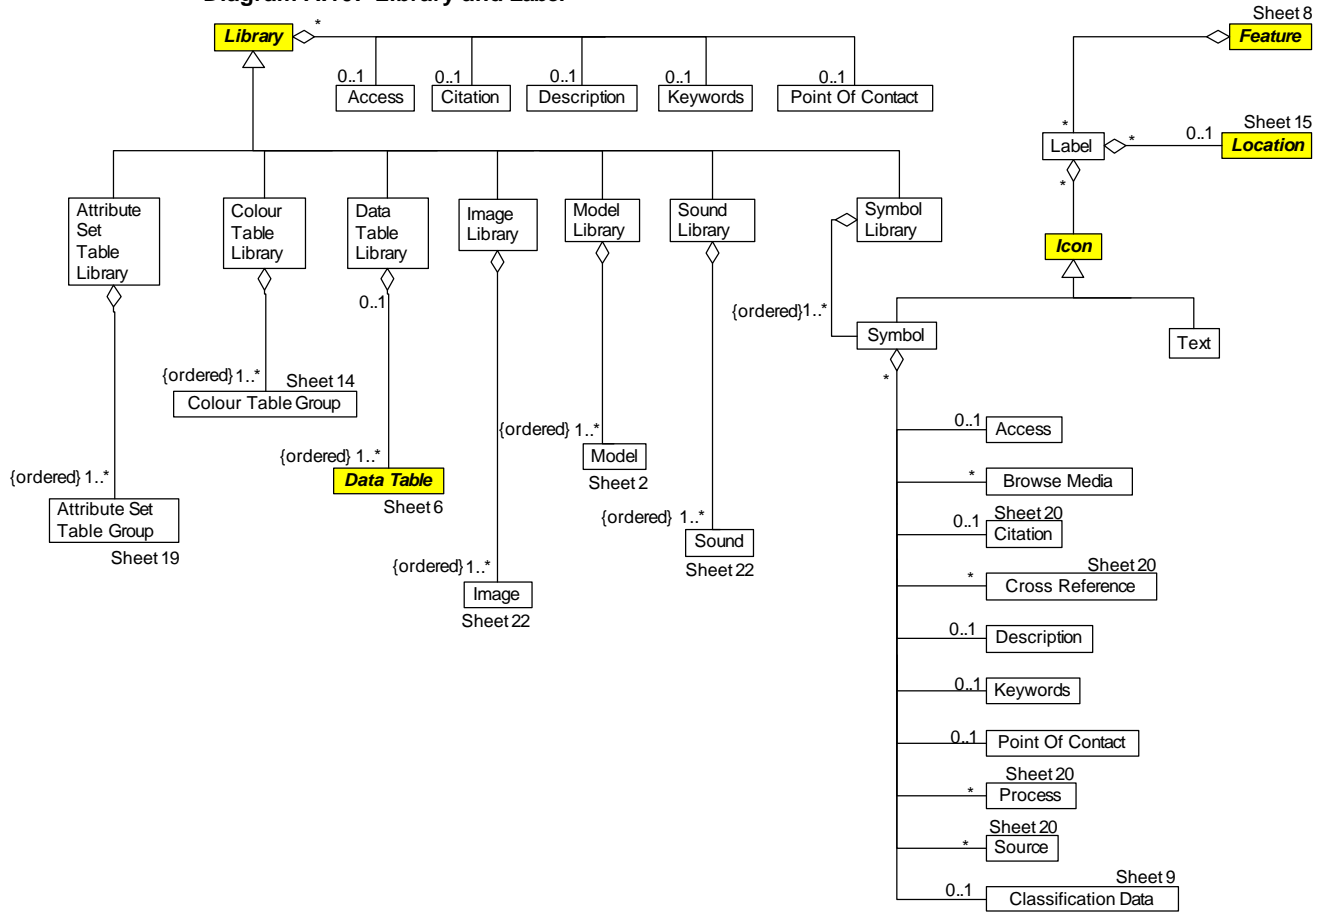 Library and Label
Sheet 8
Library
*
Feature
0..1
0..1
0..1
0..1
0..1
Access
Citation
Description
Keywords
Point Of Contact
*
Sheet 15
Label
*
0..1
Location
*
Attribute
Set
Table
Library
Colour
Table
Library
Data
Table
Library
Image
Library
Model
Library
Sound
Library
Symbol
Library
Icon
0..1
{ordered}1..*
Symbol
Text
*
{ordered} 1..*
Sheet 14
Colour Table Group
{ordered} 1..*
Model
Sheet 2
{ordered} 1..*
Data Table
Sheet 6
{ordered} 1..*
Attribute Set
Table Group
Sheet 19
{ordered} 1..*
Sound
Sheet 22
{ordered} 1..*
Image
Sheet 22
0..1
Access
*
Browse Media
Sheet 20
0..1
Citation
Sheet 20
*
Cross Reference
0..1
Description
0..1
Keywords
0..1
Point Of Contact
Sheet 20
*
Process
Sheet 20
*
Source
Sheet 9
0..1
Classification Data